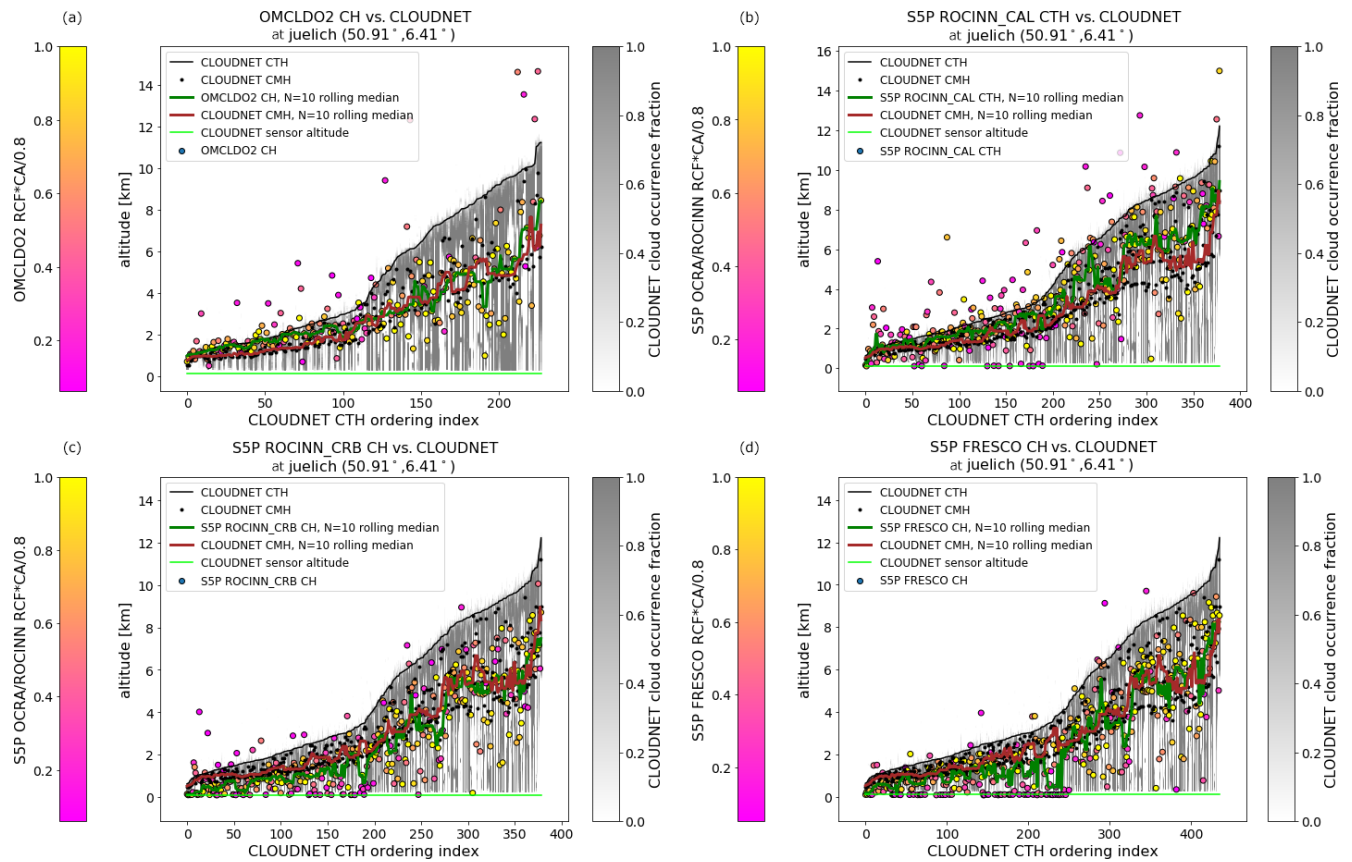 (a)
OMCLDO2 CH vs. CLOUDNET
at juelich (50.91°,6.41°)
1.0
0.8
0.6
0.4
0.2
OMCLDO2 RCF*CA/0.8
14
12
10
8
6
4
2
0
altitude [km]
CLOUDNET CTH
CLOUDNET CMH
OMCLDO2 CH, N=10 rolling median
CLOUDNET CMH, N=10 rolling median
CLOUDNET sensor altitude
OMCLDO2 CH
0
50
100
150
200
CLOUDNET CTH ordering index
1.0
0.8
0.6
0.4
0.2
0.0
CLOUDNET cloud occurrence fraction
(b)
S5P ROCINN_CAL CTH vs. CLOUDNET
at juelich (50.91°,6.41°)
1.0
0.8
0.6
0.4
0.2
S5P OCRA/ROCINN RCF*CA/0.8
16
14
12
10
8
6
4
2
0
altitude [km]
CLOUDNET CTH
CLOUDNET CMH
S5P ROCINN_CAL CTH, N=10 rolling median
CLOUDNET CMH, N=10 rolling median
CLOUDNET sensor altitude
S5P ROCINN_CAL CTH
0
50
100
150
200
250
300
350
400
CLOUDNET CTH ordering index
1.0
0.8
0.6
0.4
0.2
0.0
CLOUDNET cloud occurrence fraction
(c)
S5P ROCINN_CRB CH vs. CLOUDNET
at juelich (50.91°,6.41°)
1.0
0.8
0.6
0.4
0.2
S5P OCRA/ROCINN RCF*CA/0.8
14
12
10
8
6
4
2
0
altitude [km]
CLOUDNET CTH
CLOUDNET CMH
S5P ROCINN_CRB CH, N=10 rolling median
CLOUDNET CMH, N=10 rolling median
CLOUDNET sensor altitude
S5P ROCINN_CRB CH
0
50
100
150
200
250
300
350
400
CLOUDNET CTH ordering index
1.0
0.8
0.6
0.4
0.2
0.0
CLOUDNET cloud occurrence fraction
(d)
S5P FRESCO CH vs. CLOUDNET
at juelich (50.91°,6.41°)
1.0
0.8
0.6
0.4
0.2
S5P FRESCO RCF*CA/0.8
14
12
10
8
6
4
2
0
altitude [km]
CLOUDNET CTH
CLOUDNET CMH
S5P FRESCO CH, N=10 rolling median
CLOUDNET CMH, N=10 rolling median
CLOUDNET sensor altitude
S5P FRESCO CH
0
100
200
300
400
CLOUDNET CTH ordering index
1.0
0.8
0.6
0.4
0.2
0.0
CLOUDNET cloud occurrence fraction